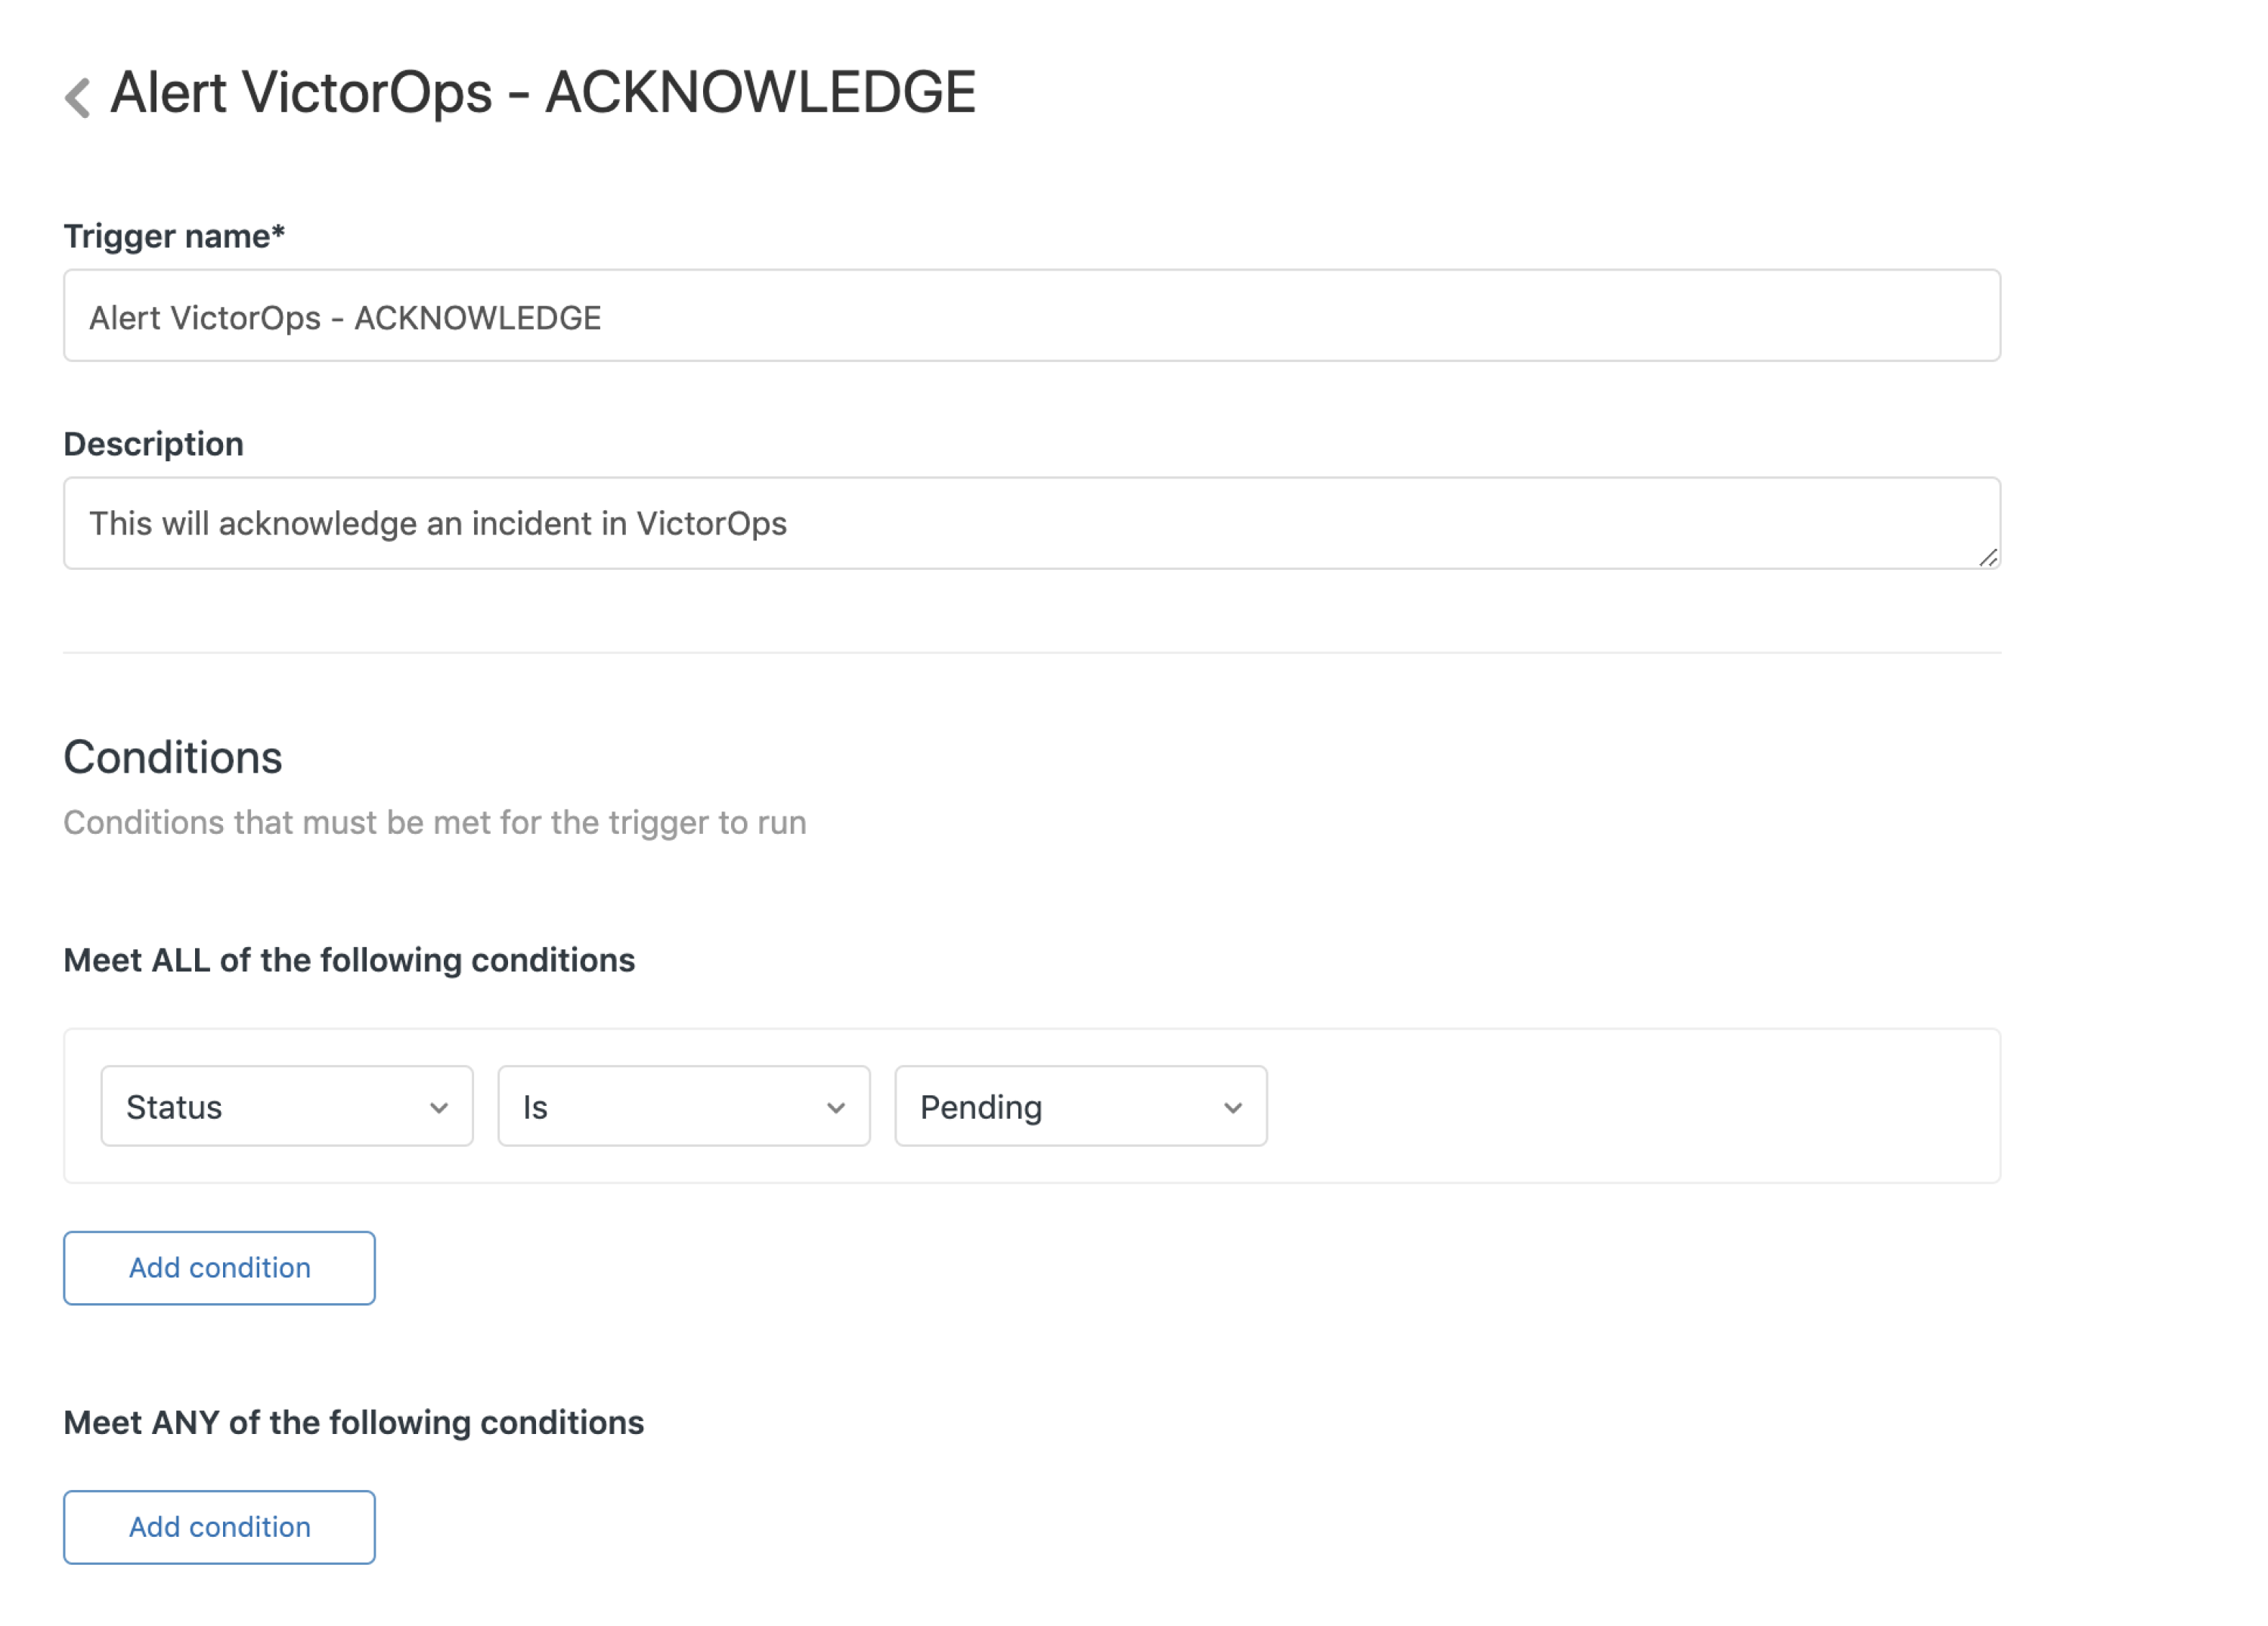 Alert VictorOps - ACKNOWLEDGE
Trigger name*
Alert VictorOps - ACKNOWLEDGE
Description
This will acknowledge an incident in VictorOps
Conditions
Conditions that must be met for the trigger to run
Meet ALL of the following conditions
Status Is Pending
Add condition
Meet ANY of the following conditions
Add condition